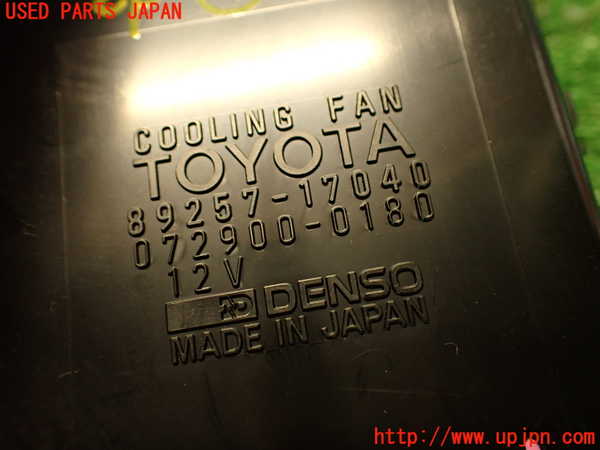 USED PARTS JAPAN
COOLING FAN
TOYOTA
89257-17040
072900-0180
12V
DENSO
MADE IN JAPAN
http://www.upjpn.com/